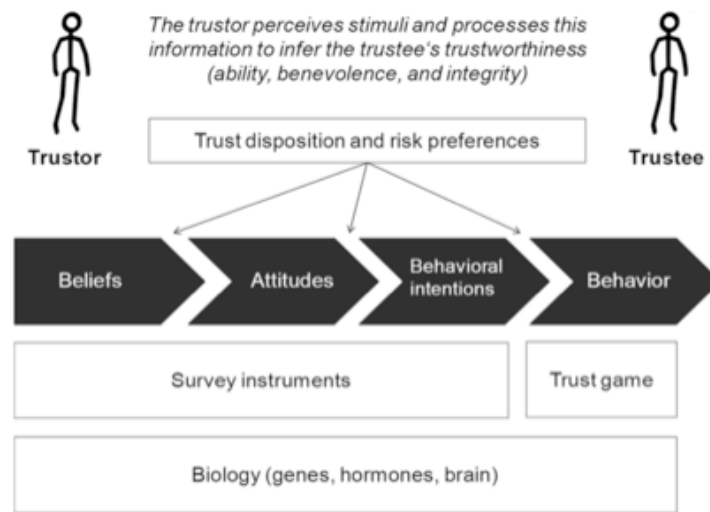 The trustor perceives stimuli and processes this
information to infer the trustee‘s trustworthiness
(ability, benevolence, and integrity)
Trustor
Trust disposition and risk preferences
Trustee
Beliefs
Attitudes
Behavioral
intentions
Behavior
Survey instruments
Trust game
Biology (genes, hormones, brain)